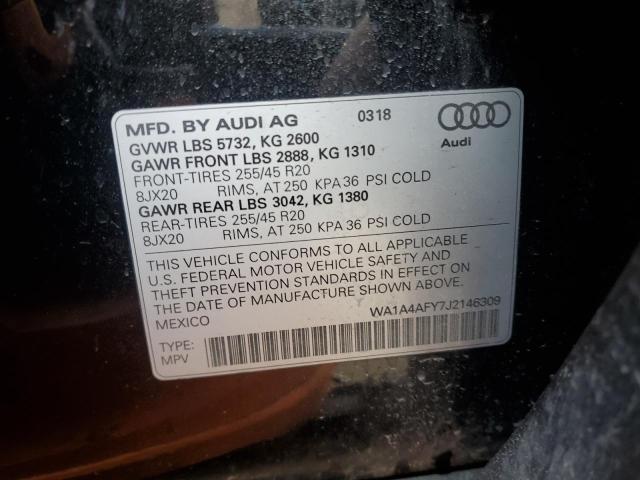 MFD. BY AUDI AG 0318
GVWR LBS 5732, KG 2600
GAWR FRONT LBS 2888, KG 1310
FRONT-TIRES 255/45 R20
8JX20 RIMS, AT 250 KPA 36 PSI COLD
GAWR REAR LBS 3042, KG 1380
REAR-TIRES 255/45 R20
8JX20 RIMS, AT 250 KPA 36 PSI COLD
Audi
THIS VEHICLE CONFORMS TO ALL APPLICABLE
U.S. FEDERAL MOTOR VEHICLE SAFETY AND
THEFT PREVENTION STANDARDS IN EFFECT ON
THE DATE OF MANUFACTURE SHOWN ABOVE.
MEXICO WA1A4AFY7J2146309
TYPE:
MPV